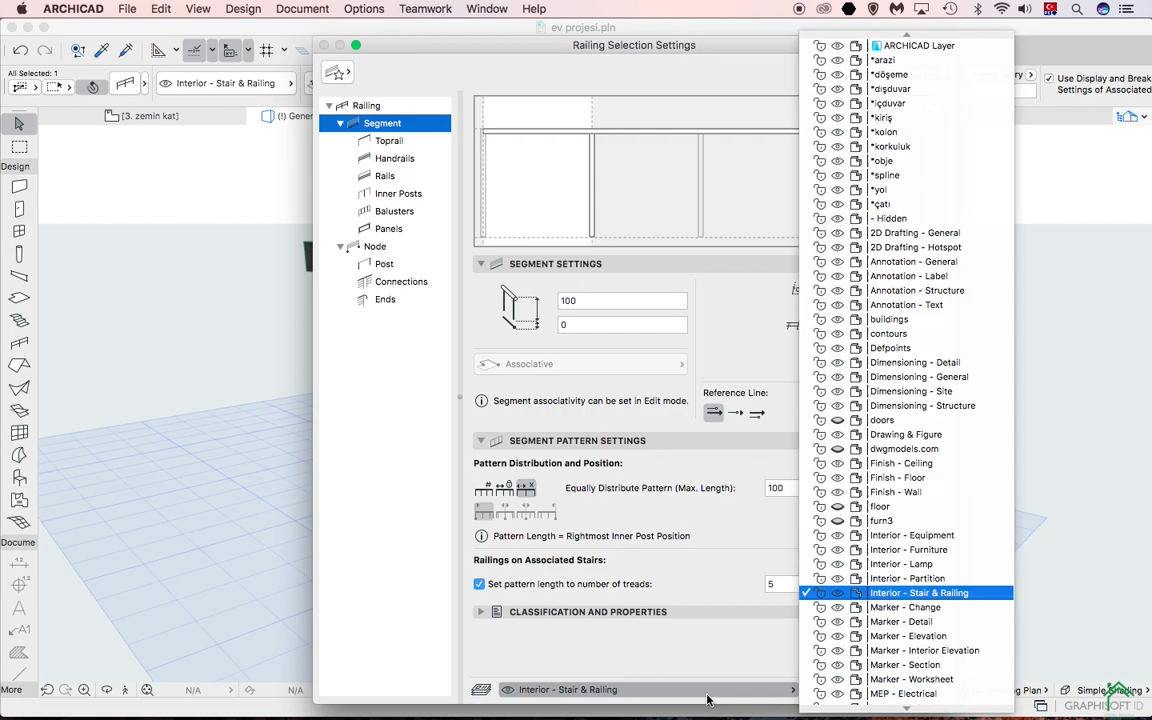 ARCHICAD File Edit View Design Document Options Teamwork Window Help
ev projesi.pln
Railing Selection Settings
All Selected: 1
Interior - Stair & Railing
Use Display and Break
Settings of Associated
[3. zemin kat]
(!) Gener
Design
Railing
Segment
Toprail
Handrails
Rails
Inner Posts
Balusters
Panels
Node
Post
Connections
Ends
SEGMENT SETTINGS
100
0
Associative
Segment associativity can be set in Edit mode.
Reference Line:
SEGMENT PATTERN SETTINGS
Pattern Distribution and Position:
Equally Distribute Pattern (Max. Length): 100
Pattern Length = Rightmost Inner Post Position
Railings on Associated Stairs:
Set pattern length to number of treads: 5
CLASSIFICATION AND PROPERTIES
Interior - Stair & Railing
ARCHICAD Layer
*arazi
*döşeme
*dışduvar
*içduvar
*kiriş
*kolon
*korkuluk
*obje
*spline
*yol
*çatı
- Hidden
2D Drafting - General
2D Drafting - Hotspot
Annotation - General
Annotation - Label
Annotation - Structure
Annotation - Text
buildings
contours
Defpoints
Dimensioning - Detail
Dimensioning - General
Dimensioning - Site
Dimensioning - Structure
doors
Drawing & Figure
dwgmodels.com
Finish - Ceiling
Finish - Floor
Finish - Wall
floor
furn3
Interior - Equipment
Interior - Furniture
Interior - Lamp
Interior - Partition
Interior - Stair & Railing
Marker - Change
Marker - Detail
Marker - Elevation
Marker - Interior Elevation
Marker - Section
Marker - Worksheet
MEP - Electrical
Docume
A
A1
More
N/A
N/A
Plan
Simple Shading
GRAPHISOFT ID